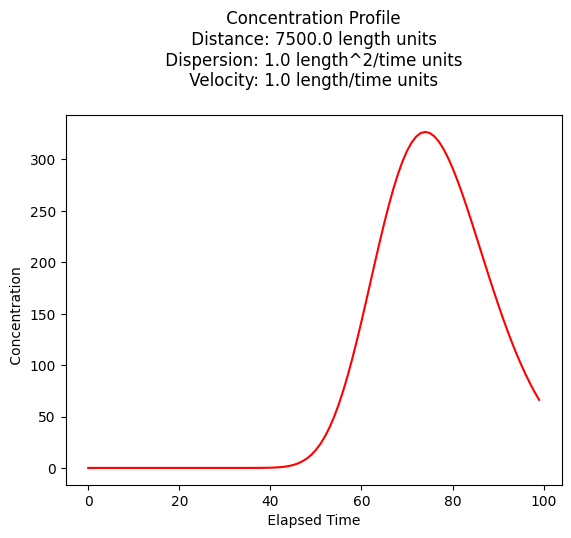 Concentration Profile
Distance: 7500.0 length units
Dispersion: 1.0 length^2/time units
Velocity: 1.0 length/time units
300
250
200
150
100
50
0
Concentration
0 20 40 60 80 100
Elapsed Time